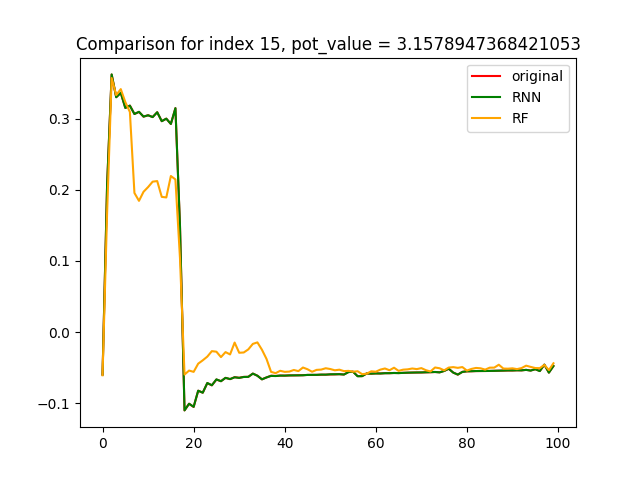 Comparison for index 15, pot_value = 3.1578947368421053
original
RNN
RF
0.3
0.2
0.1
0.0
−0.1
0 20 40 60 80 100